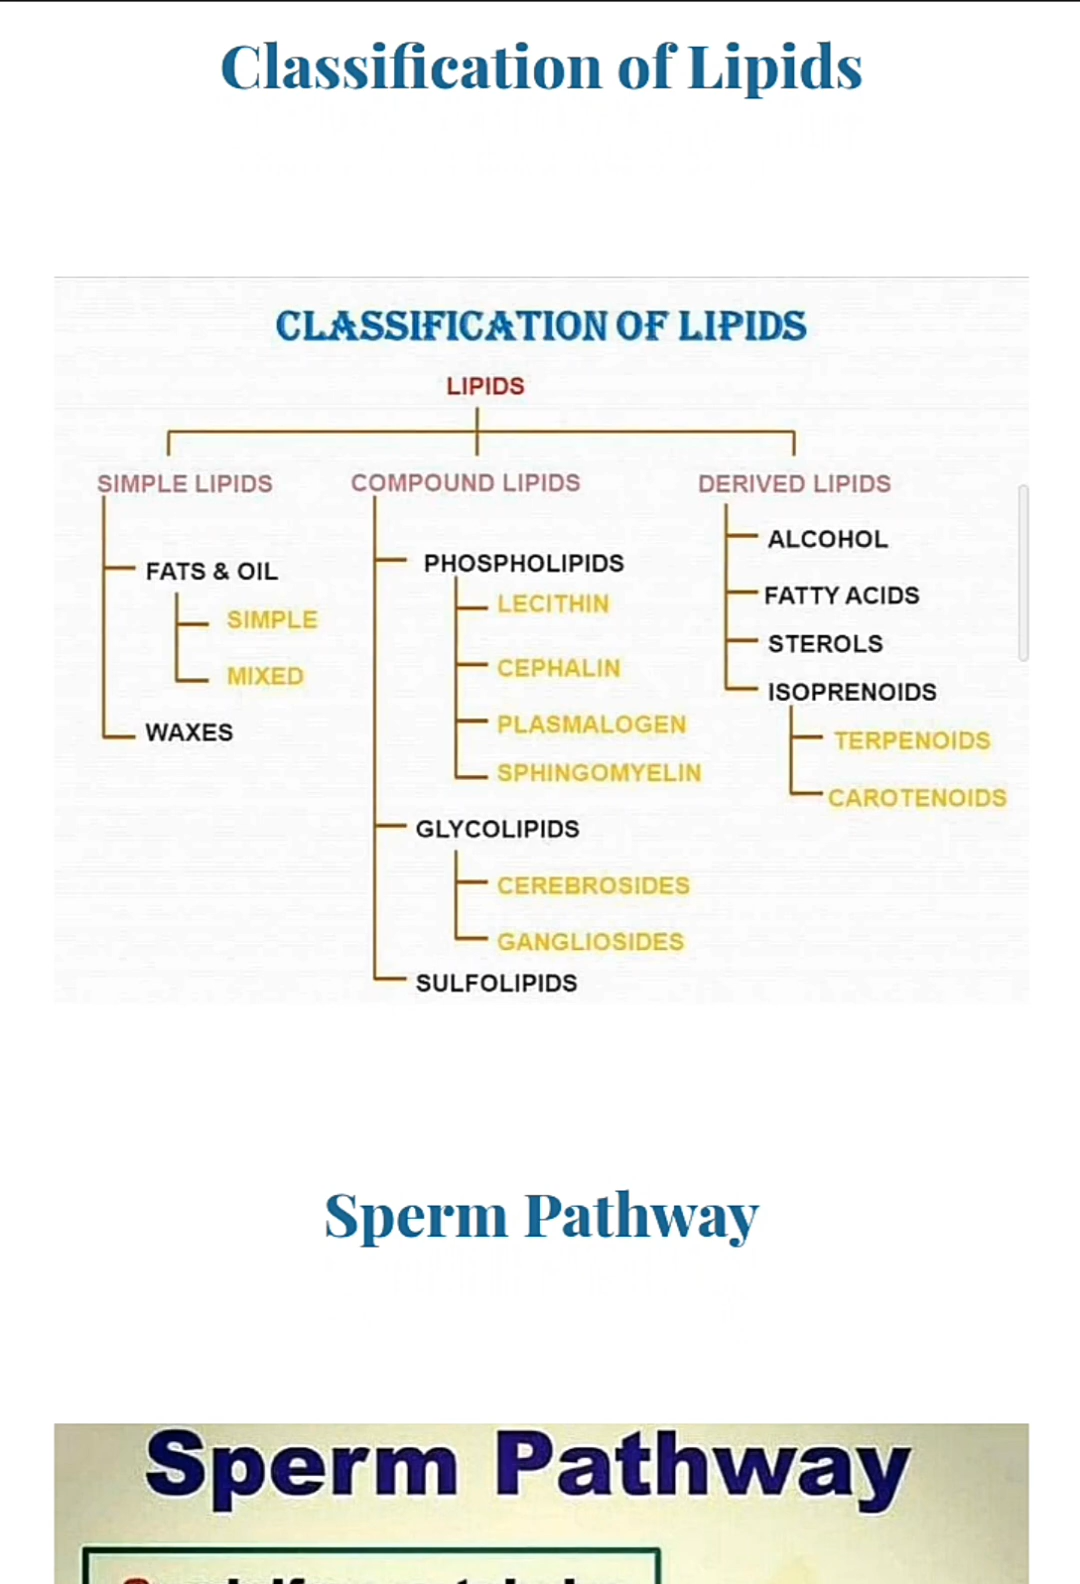 Classification of Lipids
CLASSIFICATION OF LIPIDS
LIPIDS
SIMPLE LIPIDS
FATS & OIL
SIMPLE
MIXED
WAXES
COMPOUND LIPIDS
PHOSPHOLIPIDS
LECITHIN
CEPHALIN
PLASMALOGEN
SPHINGOMYELIN
GLYCOLIPIDS
CEREBROSIDES
GANGLIOSIDES
SULFOLIPIDS
DERIVED LIPIDS
ALCOHOL
FATTY ACIDS
STEROLS
ISOPRENOIDS
TERPENOIDS
CAROTENOIDS
Sperm Pathway
Sperm Pathway